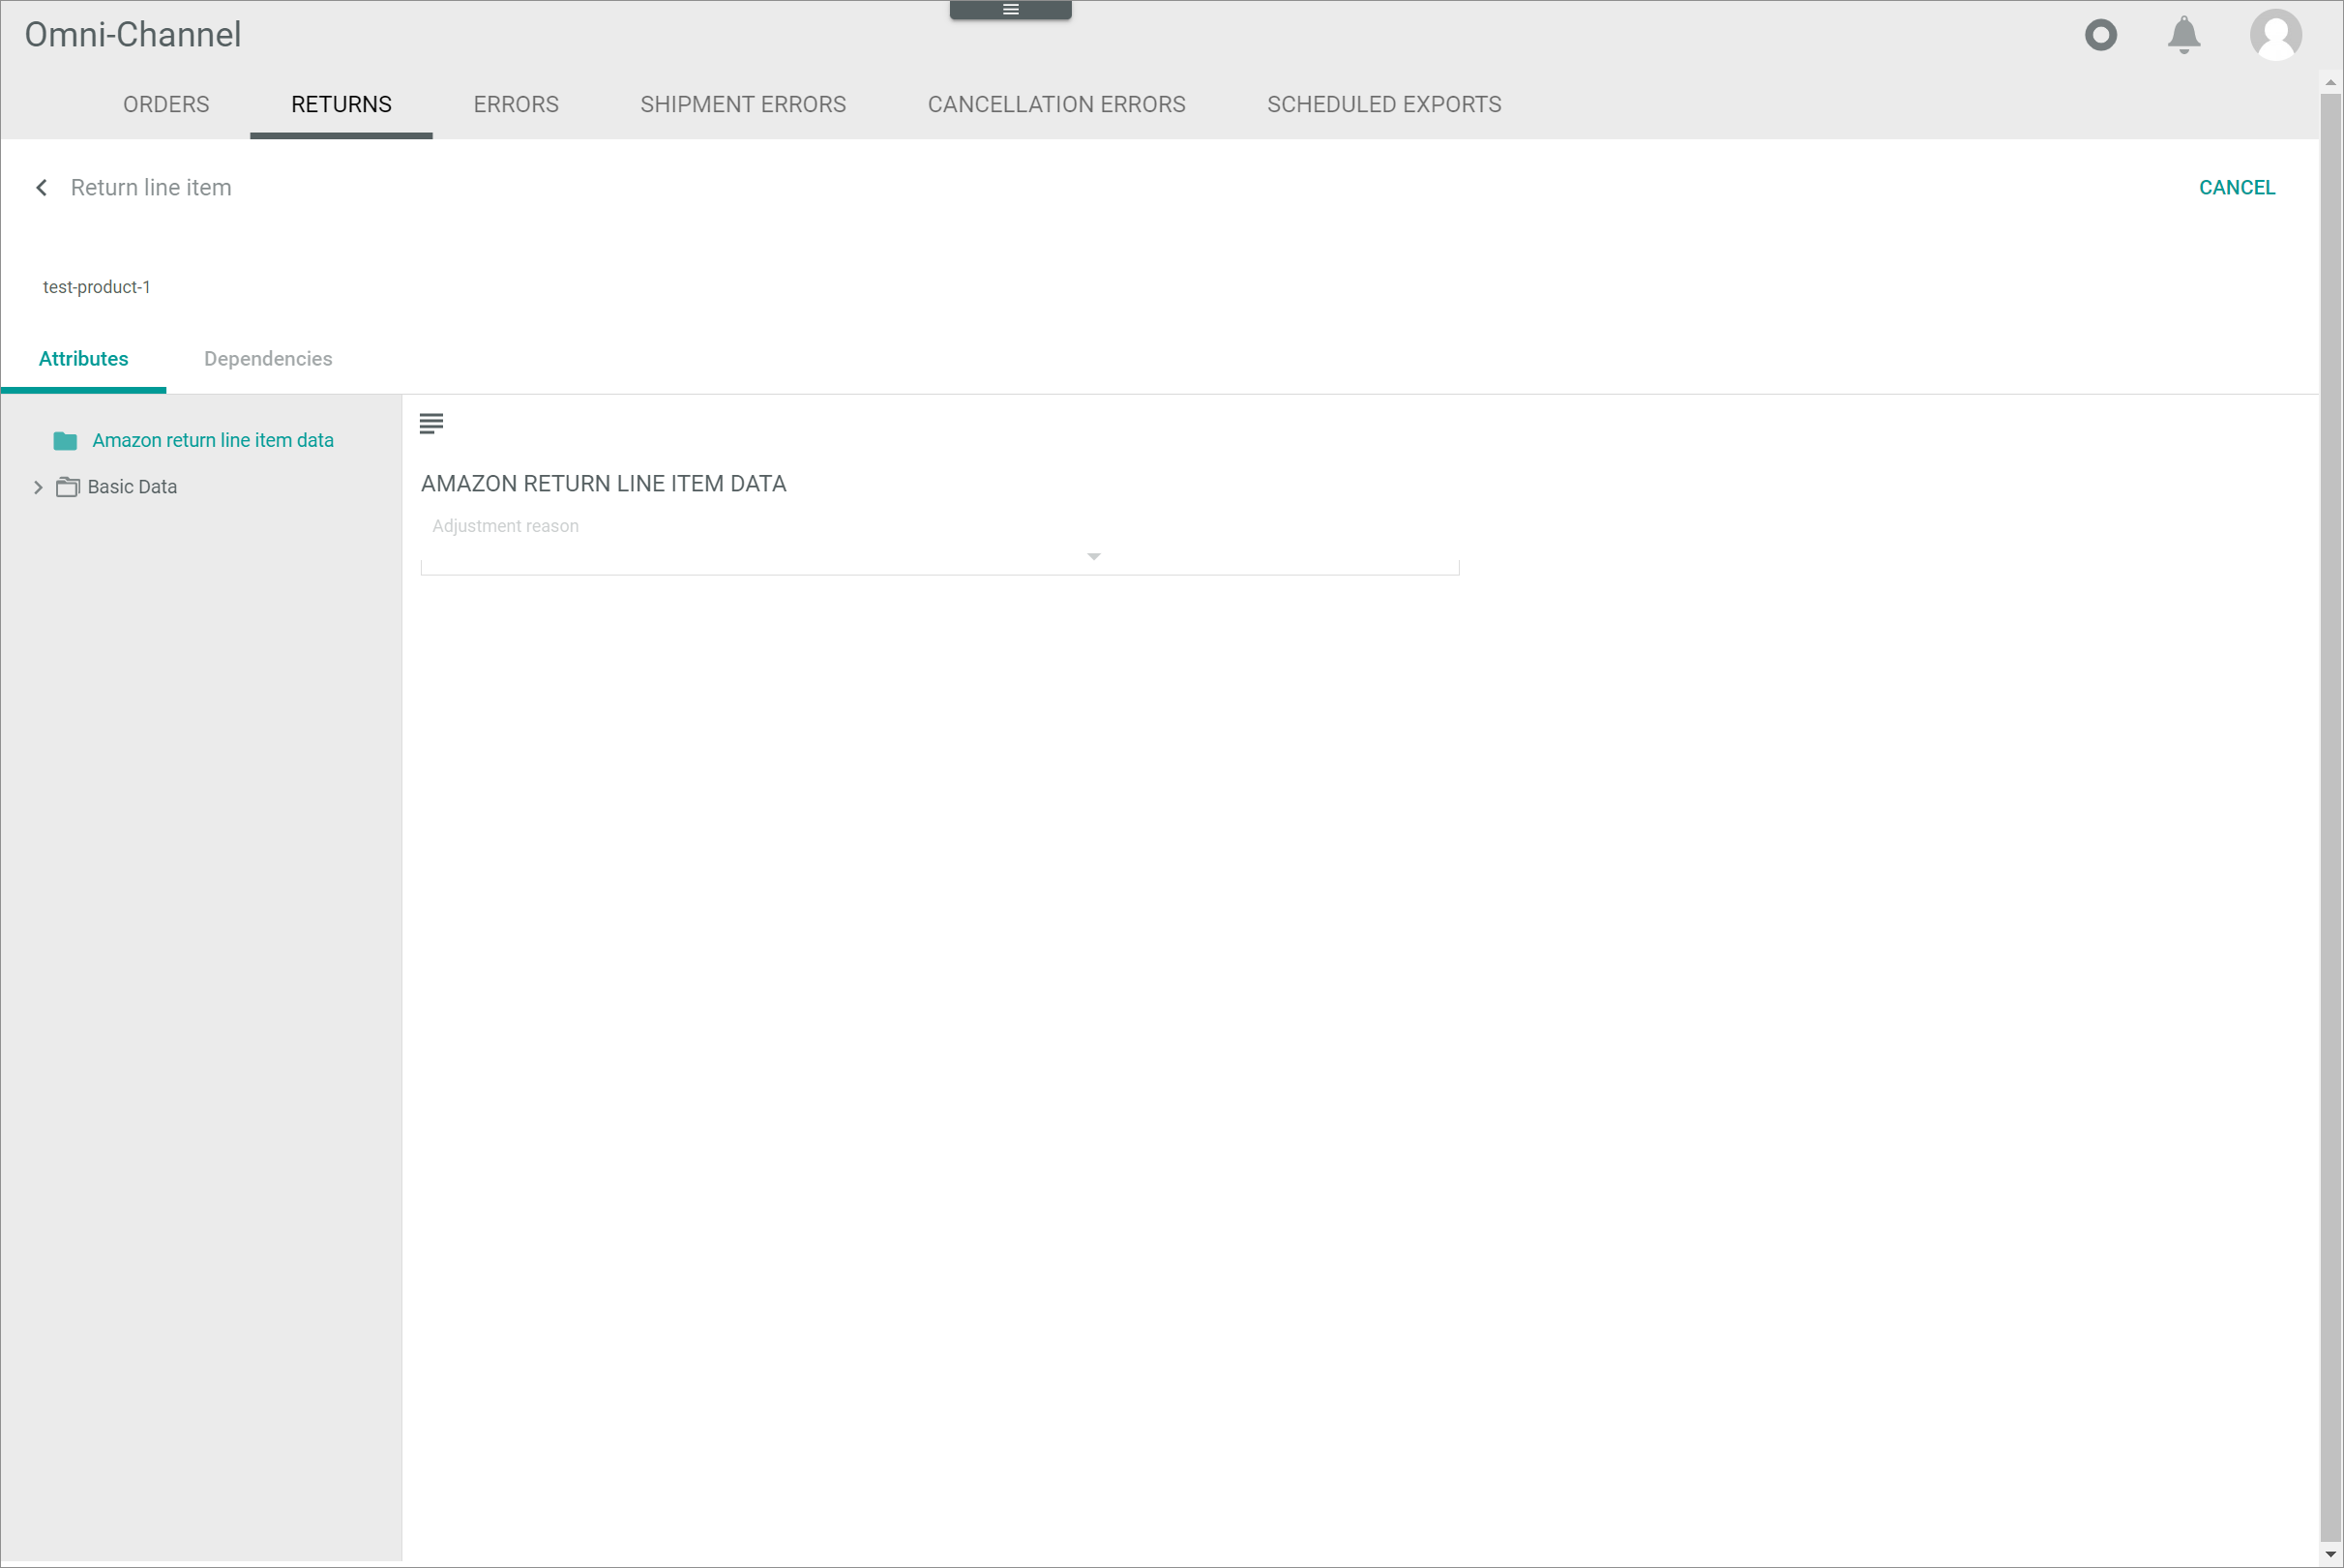 Omni-Channel
ORDERS RETURNS ERRORS SHIPMENT ERRORS CANCELLATION ERRORS SCHEDULED EXPORTS
Return line item CANCEL
test-product-1
Attributes Dependencies
Amazon return line item data
Basic Data
AMAZON RETURN LINE ITEM DATA
Adjustment reason